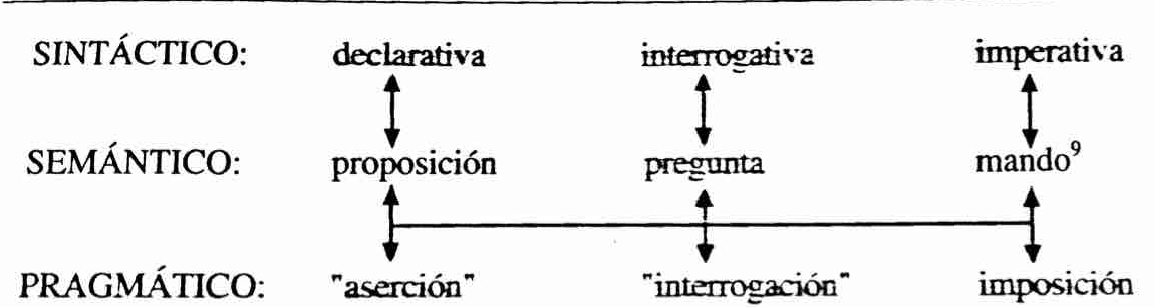 SINTÁCTICO: declarativa interrogativa imperativa
SEMÁNTICO: proposición pregunta mando⁹
PRAGMÁTICO: "aserción" "interrogación" imposición